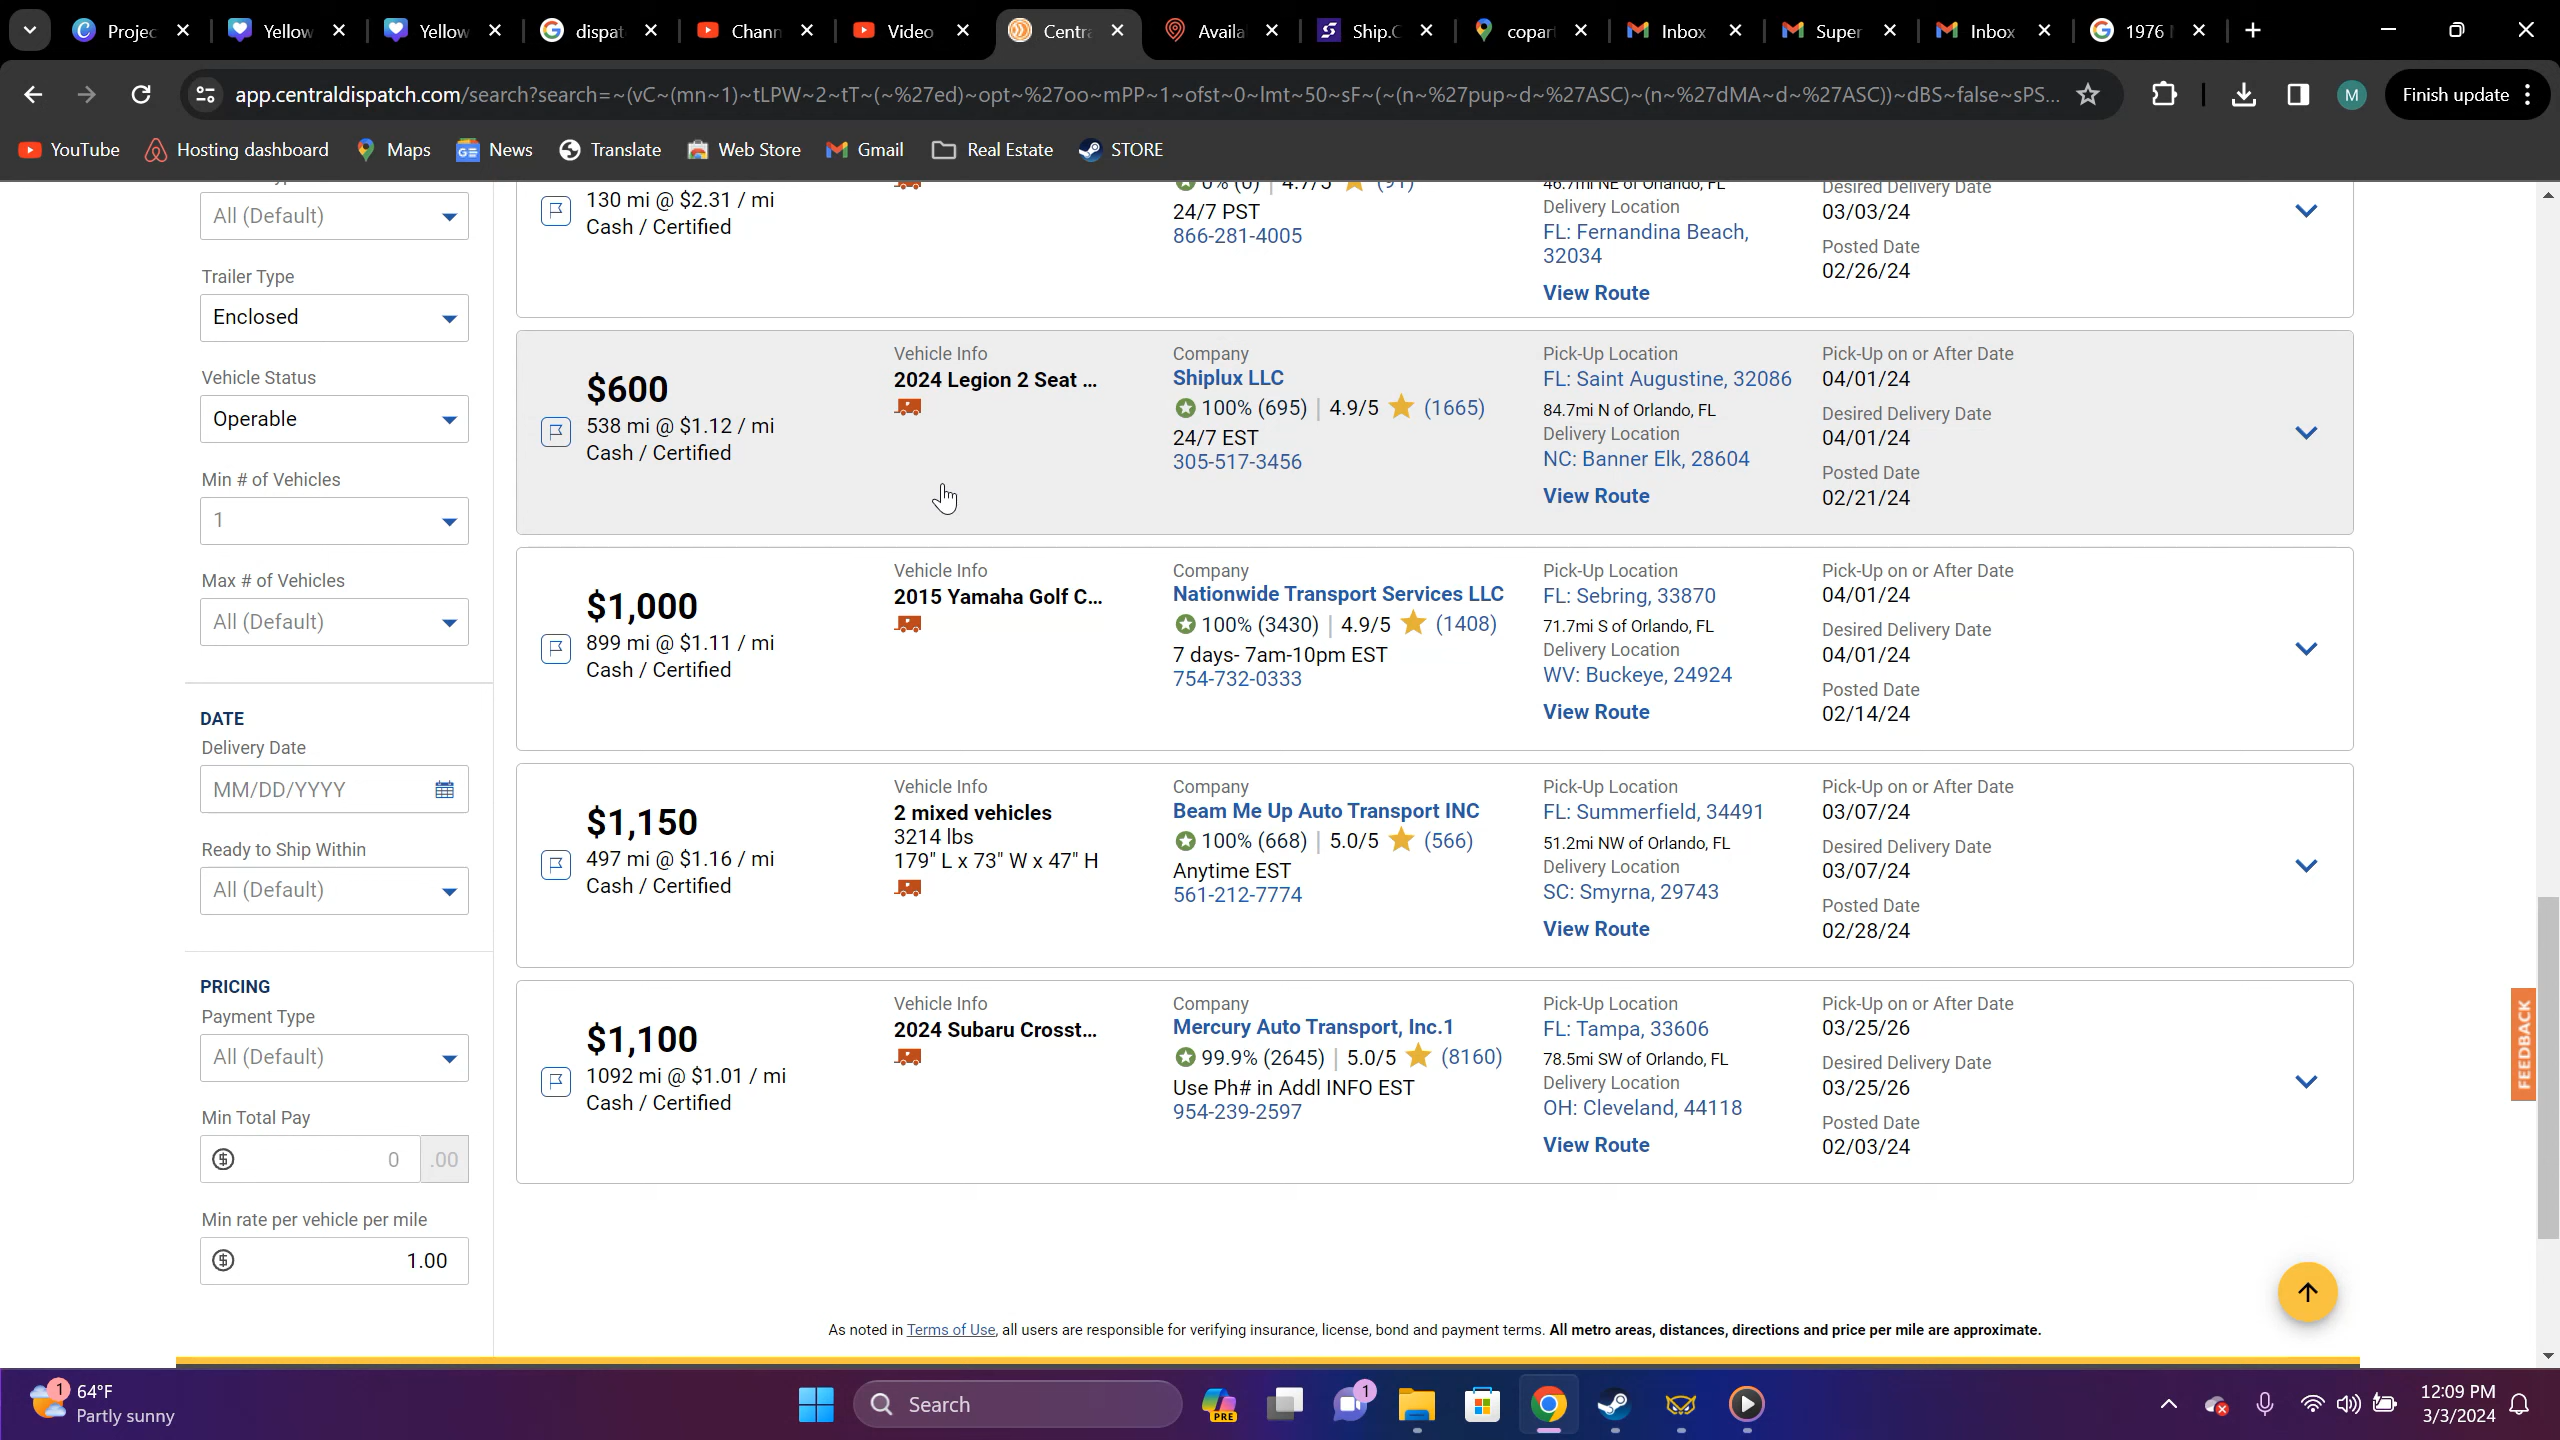 Projec
Yellow
Yellow
dispat
Chann
Video
Centra
Availa
Ship.C
copar
Inbox
Super
Inbox
1976
app.centraldispatch.com/search?search=~(vC~(mn~1)~tLPW~2~tT~(~%27ed)~opt~%27oo~mPP~1~ofst~0~lmt~50~sF~(~(n~%27pup~d~%27ASC)~(n~%27dMA~d~%27ASC))~dBS~false~sPS...
M
Finish update
YouTube
Hosting dashboard
Maps
News
Translate
Web Store
Gmail
Real Estate
STORE
All (Default)
Trailer Type
Enclosed
Vehicle Status
Operable
Min # of Vehicles
1
Max # of Vehicles
All (Default)
DATE
Delivery Date
MM/DD/YYYY
Ready to Ship Within
All (Default)
PRICING
Payment Type
All (Default)
Min Total Pay
0 .00
Min rate per vehicle per mile
1.00
130 mi @ $2.31 / mi
Cash / Certified
0% (0) | 4.7/5 (91)
24/7 PST
866-281-4005
46.7mi NE of Orlando, FL
Delivery Location
FL: Fernandina Beach,
32034
View Route
Desired Delivery Date
03/03/24
Posted Date
02/26/24
$600
538 mi @ $1.12 / mi
Cash / Certified
Vehicle Info
2024 Legion 2 Seat ...
Company
Shiplux LLC
100% (695) | 4.9/5 (1665)
24/7 EST
305-517-3456
Pick-Up Location
FL: Saint Augustine, 32086
84.7mi N of Orlando, FL
Delivery Location
NC: Banner Elk, 28604
View Route
Pick-Up on or After Date
04/01/24
Desired Delivery Date
04/01/24
Posted Date
02/21/24
$1,000
899 mi @ $1.11 / mi
Cash / Certified
Vehicle Info
2015 Yamaha Golf C...
Company
Nationwide Transport Services LLC
100% (3430) | 4.9/5 (1408)
7 days- 7am-10pm EST
754-732-0333
Pick-Up Location
FL: Sebring, 33870
71.7mi S of Orlando, FL
Delivery Location
WV: Buckeye, 24924
View Route
Pick-Up on or After Date
04/01/24
Desired Delivery Date
04/01/24
Posted Date
02/14/24
$1,150
497 mi @ $1.16 / mi
Cash / Certified
Vehicle Info
2 mixed vehicles
3214 lbs
179" L x 73" W x 47" H
Company
Beam Me Up Auto Transport INC
100% (668) | 5.0/5 (566)
Anytime EST
561-212-7774
Pick-Up Location
FL: Summerfield, 34491
51.2mi NW of Orlando, FL
Delivery Location
SC: Smyrna, 29743
View Route
Pick-Up on or After Date
03/07/24
Desired Delivery Date
03/07/24
Posted Date
02/28/24
$1,100
1092 mi @ $1.01 / mi
Cash / Certified
Vehicle Info
2024 Subaru Crosst...
Company
Mercury Auto Transport, Inc.1
99.9% (2645) | 5.0/5 (8160)
Use Ph# in Addl INFO EST
954-239-2597
Pick-Up Location
FL: Tampa, 33606
78.5mi SW of Orlando, FL
Delivery Location
OH: Cleveland, 44118
View Route
Pick-Up on or After Date
03/25/26
Desired Delivery Date
03/25/26
Posted Date
02/03/24
FEEDBACK
As noted in Terms of Use, all users are responsible for verifying insurance, license, bond and payment terms. All metro areas, distances, directions and price per mile are approximate.
1
64°F
Partly sunny
Search
PRE
1
12:09 PM
3/3/2024